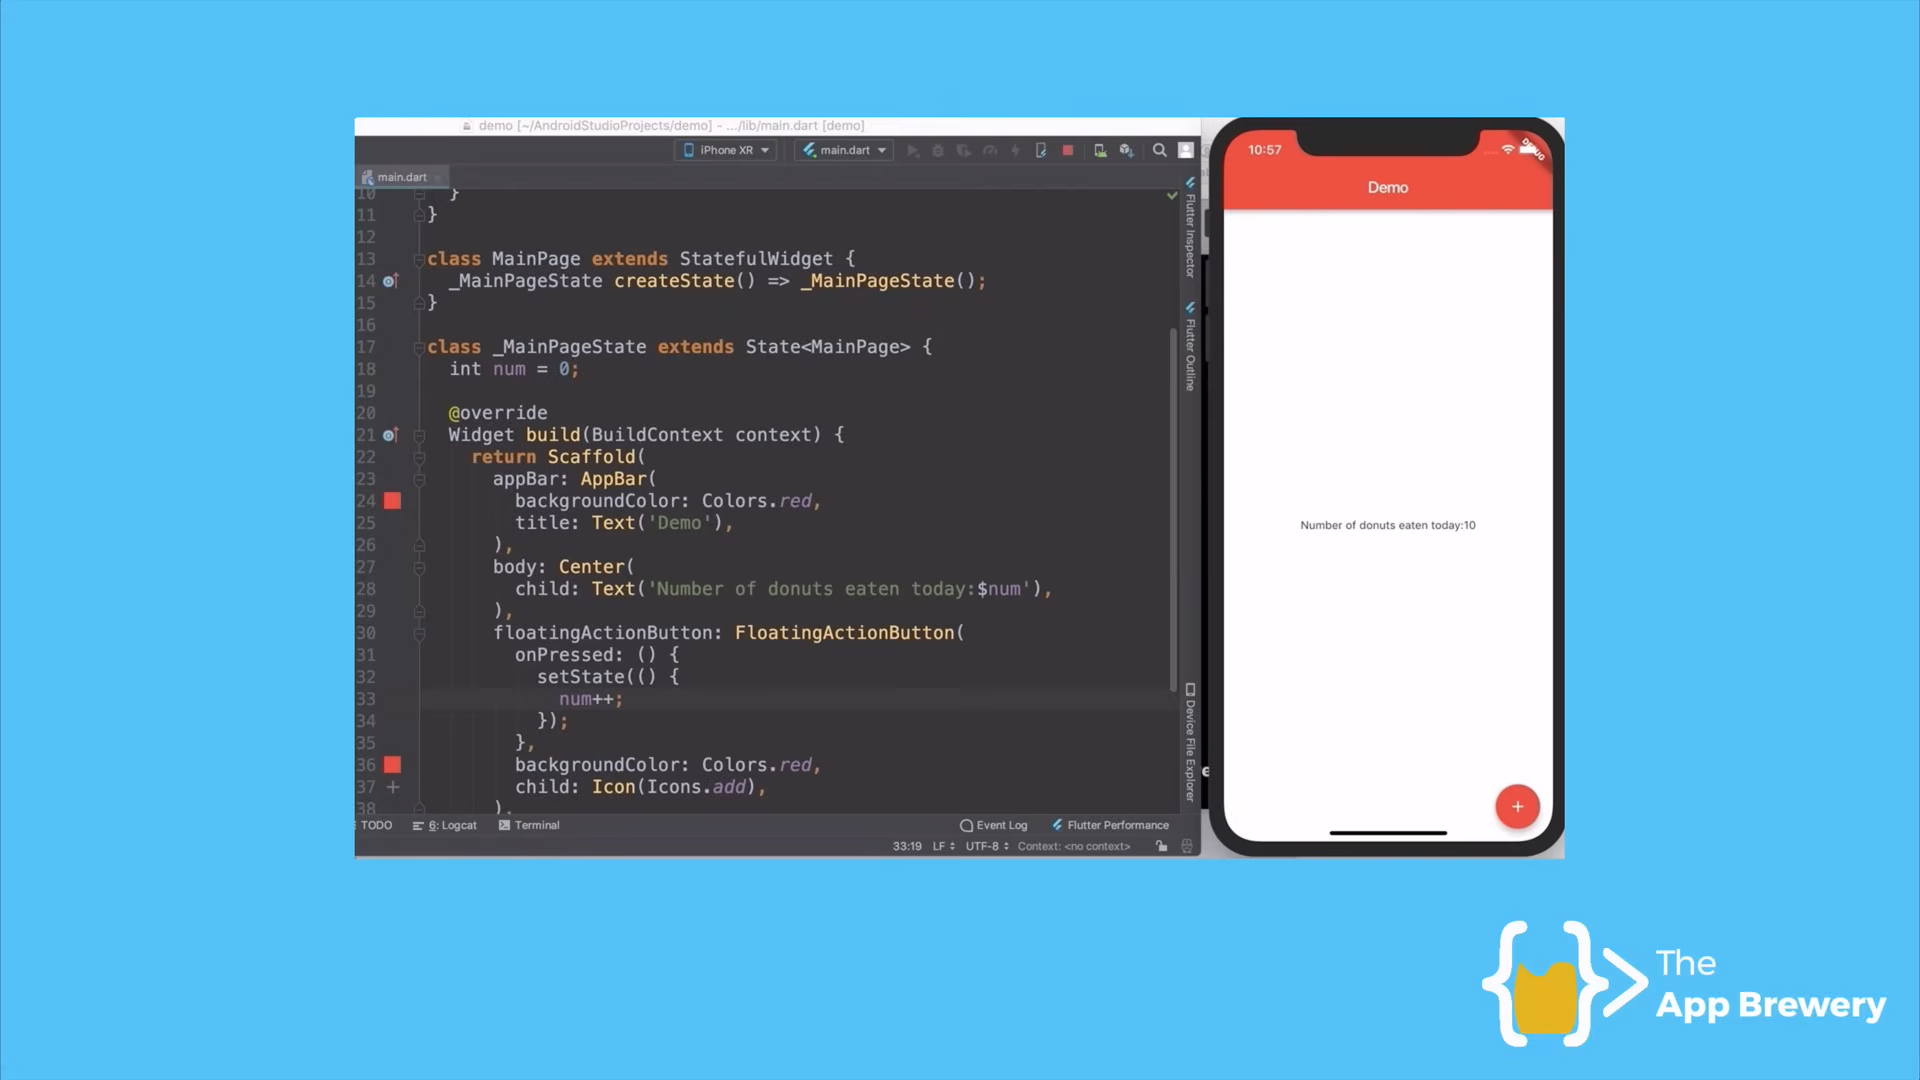 demo [~/AndroidStudioProjects/demo] - .../lib/main.dart [demo]
iPhone XR
main.dart
main.dart
10 }
11 }
12
13 class MainPage extends StatefulWidget {
14 _MainPageState createState() => _MainPageState();
15 }
16
17 class _MainPageState extends State<MainPage> {
18 int num = 0;
19
20 @override
21 Widget build(BuildContext context) {
22 return Scaffold(
23 appBar: AppBar(
24 backgroundColor: Colors.red,
25 title: Text('Demo'),
26 ),
27 body: Center(
28 child: Text('Number of donuts eaten today:$num'),
29 ),
30 floatingActionButton: FloatingActionButton(
31 onPressed: () {
32 setState(() {
33 num++;
34 });
35 },
36 backgroundColor: Colors.red,
37 child: Icon(Icons.add),
38 ),
Flutter Inspector
Flutter Outline
Device File Explorer
TODO
6: Logcat
Terminal
Event Log
Flutter Performance
33:19 LF UTF-8 Context: <no context>
10:57
DEBUG
Demo
Number of donuts eaten today:10
The
App Brewery